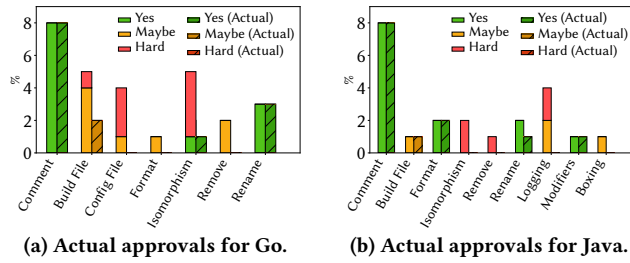 8
6
4
2
0
%
Yes
Maybe
Hard
Yes (Actual)
Maybe (Actual)
Hard (Actual)
Comment
Build File
Config File
Format
Isomorphism
Remove
Rename
(a) Actual approvals for Go.
8
6
4
2
0
%
Yes
Maybe
Hard
Yes (Actual)
Maybe (Actual)
Hard (Actual)
Comment
Build File
Format
Isomorphism
Remove
Rename
Logging
Modifiers
Boxing
(b) Actual approvals for Java.